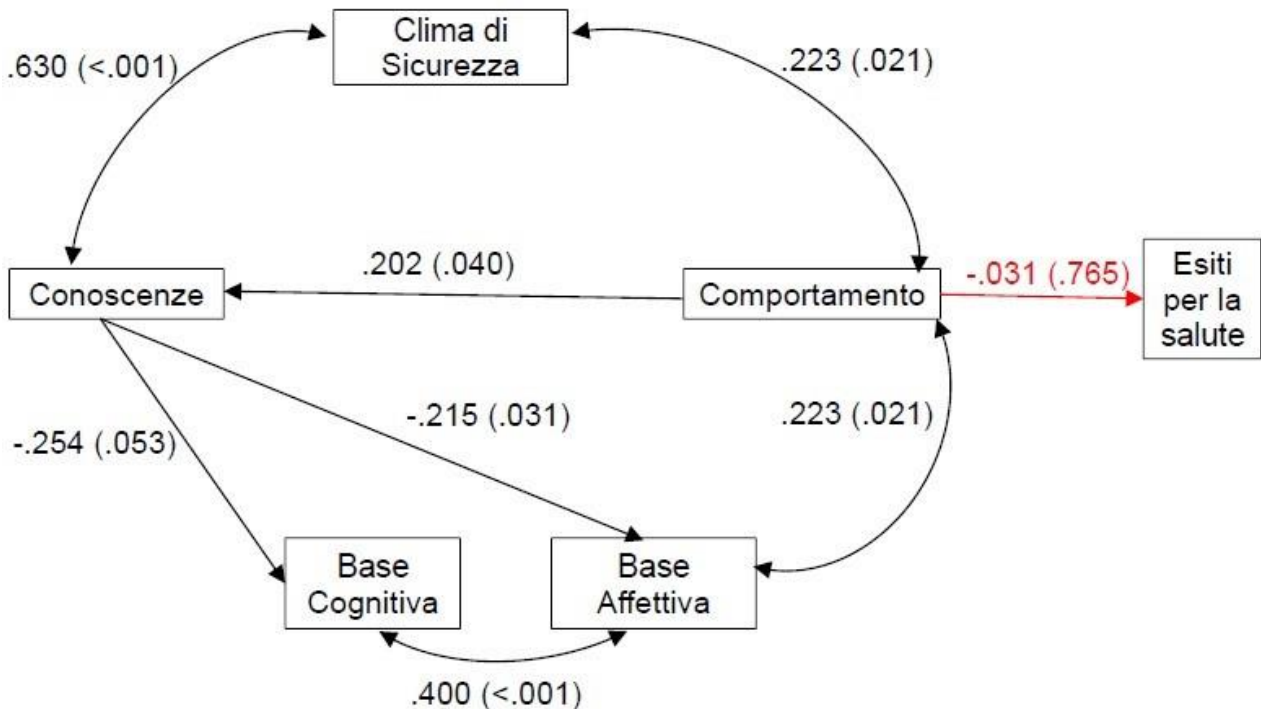 Clima di
Sicurezza
.630 (<.001)
.223 (.021)
.202 (.040)
Conoscenze
Comportamento
-.031 (.765)
Esiti
per la
salute
-.215 (.031)
.223 (.021)
-.254 (.053)
Base
Cognitiva
Base
Affettiva
.400 (<.001)